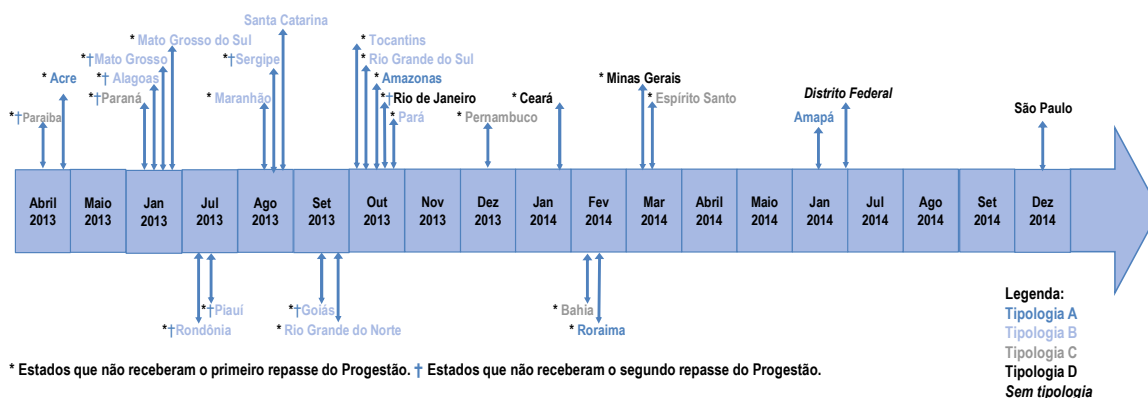 Santa Catarina
* Mato Grosso do Sul
* †Mato Grosso
* † Alagoas
* †Paraná
* Acre
* †Paraiba
* †Sergipe
* Maranhão
* Tocantins
* Rio Grande do Sul
* Amazonas
* †Rio de Janeiro
* Pará
* Pernambuco
* Ceará
* Minas Gerais
* Espírito Santo
Distrito Federal
Amapá
São Paulo
Abril 2013
Maio 2013
Jan 2013
Jul 2013
Ago 2013
Set 2013
Out 2013
Nov 2013
Dez 2013
Jan 2014
Fev 2014
Mar 2014
Abril 2014
Maio 2014
Jan 2014
Jul 2014
Ago 2014
Set 2014
Dez 2014
* †Piauí
* †Rondônia
* †Goiás
* Rio Grande do Norte
* Bahia
* Roraima
Legenda:
Tipologia A
Tipologia B
Tipologia C
Tipologia D
Sem tipologia
* Estados que não receberam o primeiro repasse do Progestão. † Estados que não receberam o segundo repasse do Progestão.